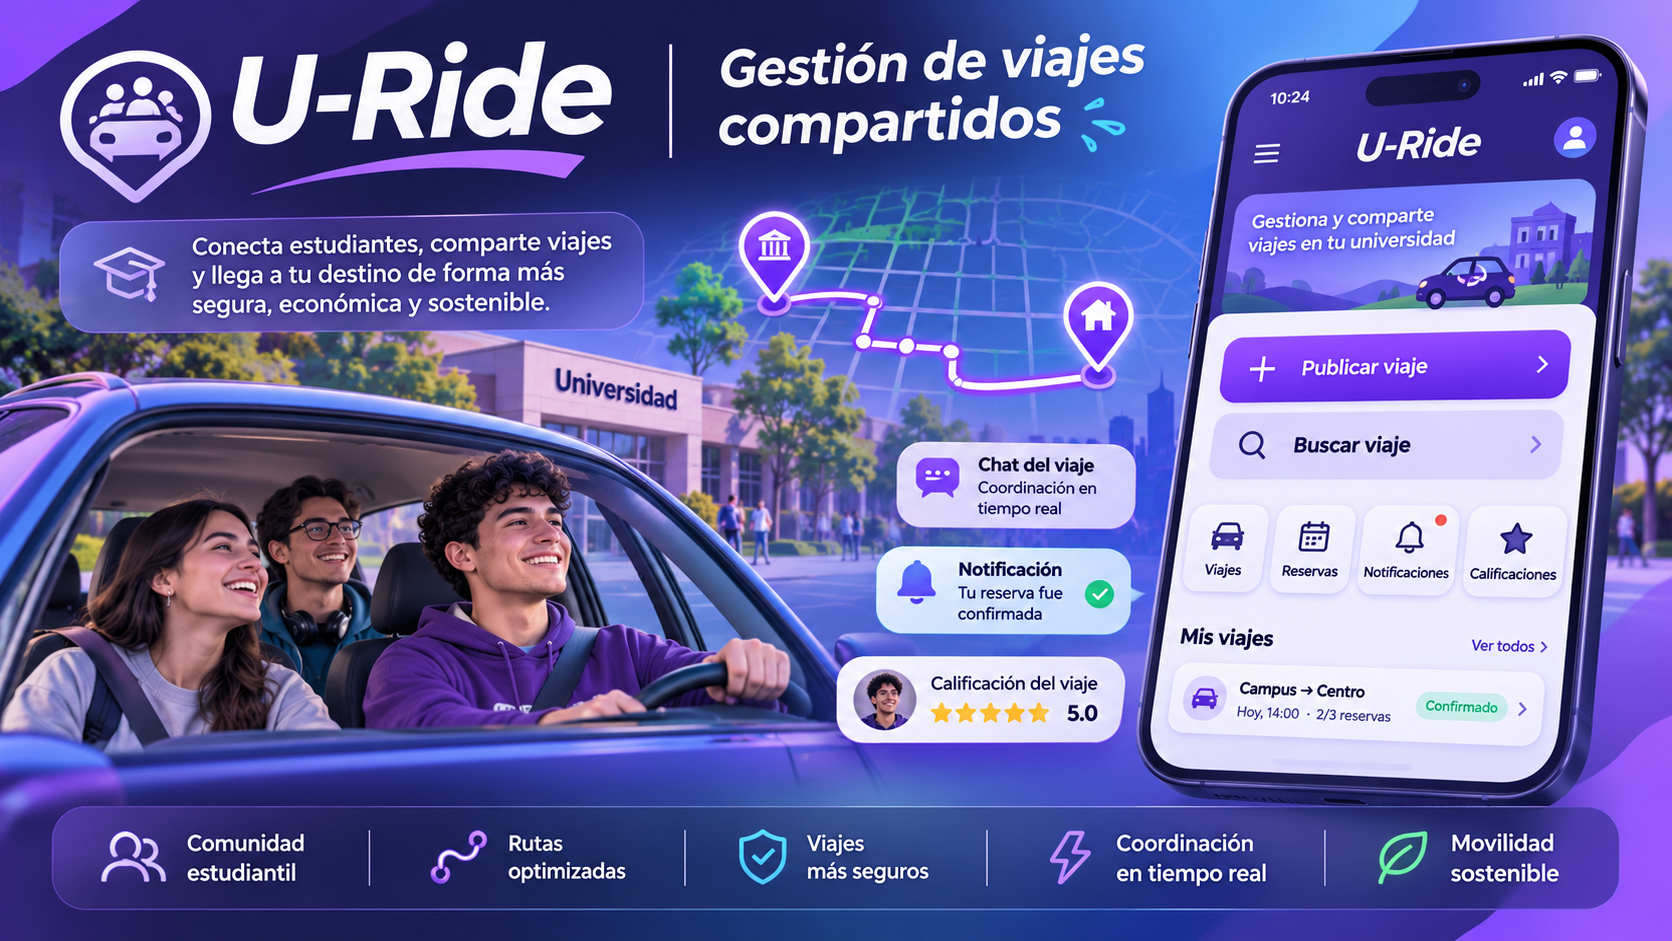 U-Ride
Gestión de viajes
compartidos
Conecta estudiantes, comparte viajes
y llega a tu destino de forma más
segura, económica y sostenible.
Universidad
Chat del viaje
Coordinación en
tiempo real
Notificación
Tu reserva fue
confirmada
Calificación del viaje
5.0
10:24
U-Ride
Gestiona y comparte
viajes en tu universidad
Publicar viaje
Buscar viaje
Viajes
Reservas
Notificaciones
Calificaciones
Mis viajes
Ver todos
Campus → Centro
Hoy, 14:00 · 2/3 reservas
Confirmado
Comunidad
estudiantil
Rutas
optimizadas
Viajes
más seguros
Coordinación
en tiempo real
Movilidad
sostenible